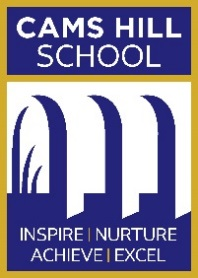 CAMS HILL
SCHOOL
INSPIRE | NURTURE
ACHIEVE | EXCEL